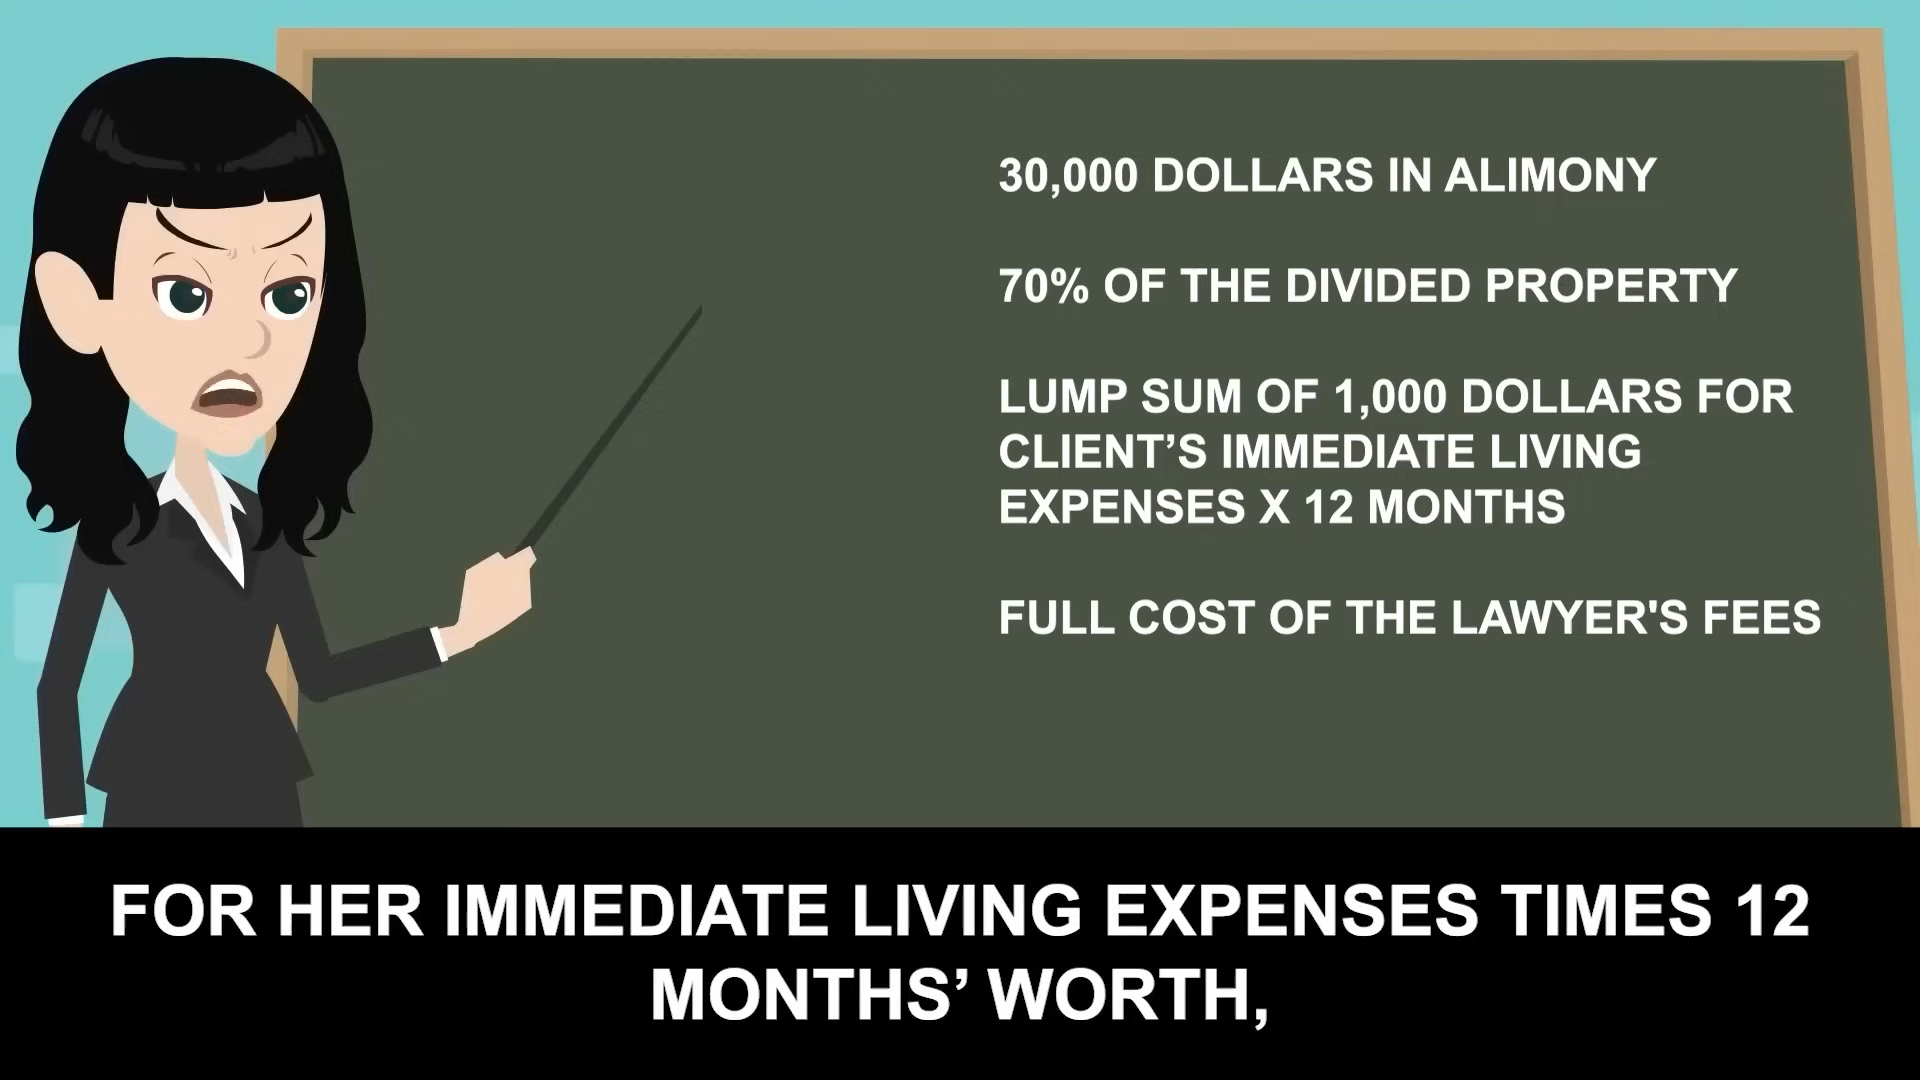 30,000 DOLLARS IN ALIMONY
70% OF THE DIVIDED PROPERTY
LUMP SUM OF 1,000 DOLLARS FOR
CLIENT’S IMMEDIATE LIVING
EXPENSES X 12 MONTHS
FULL COST OF THE LAWYER'S FEES
FOR HER IMMEDIATE LIVING EXPENSES TIMES 12
MONTHS’ WORTH,